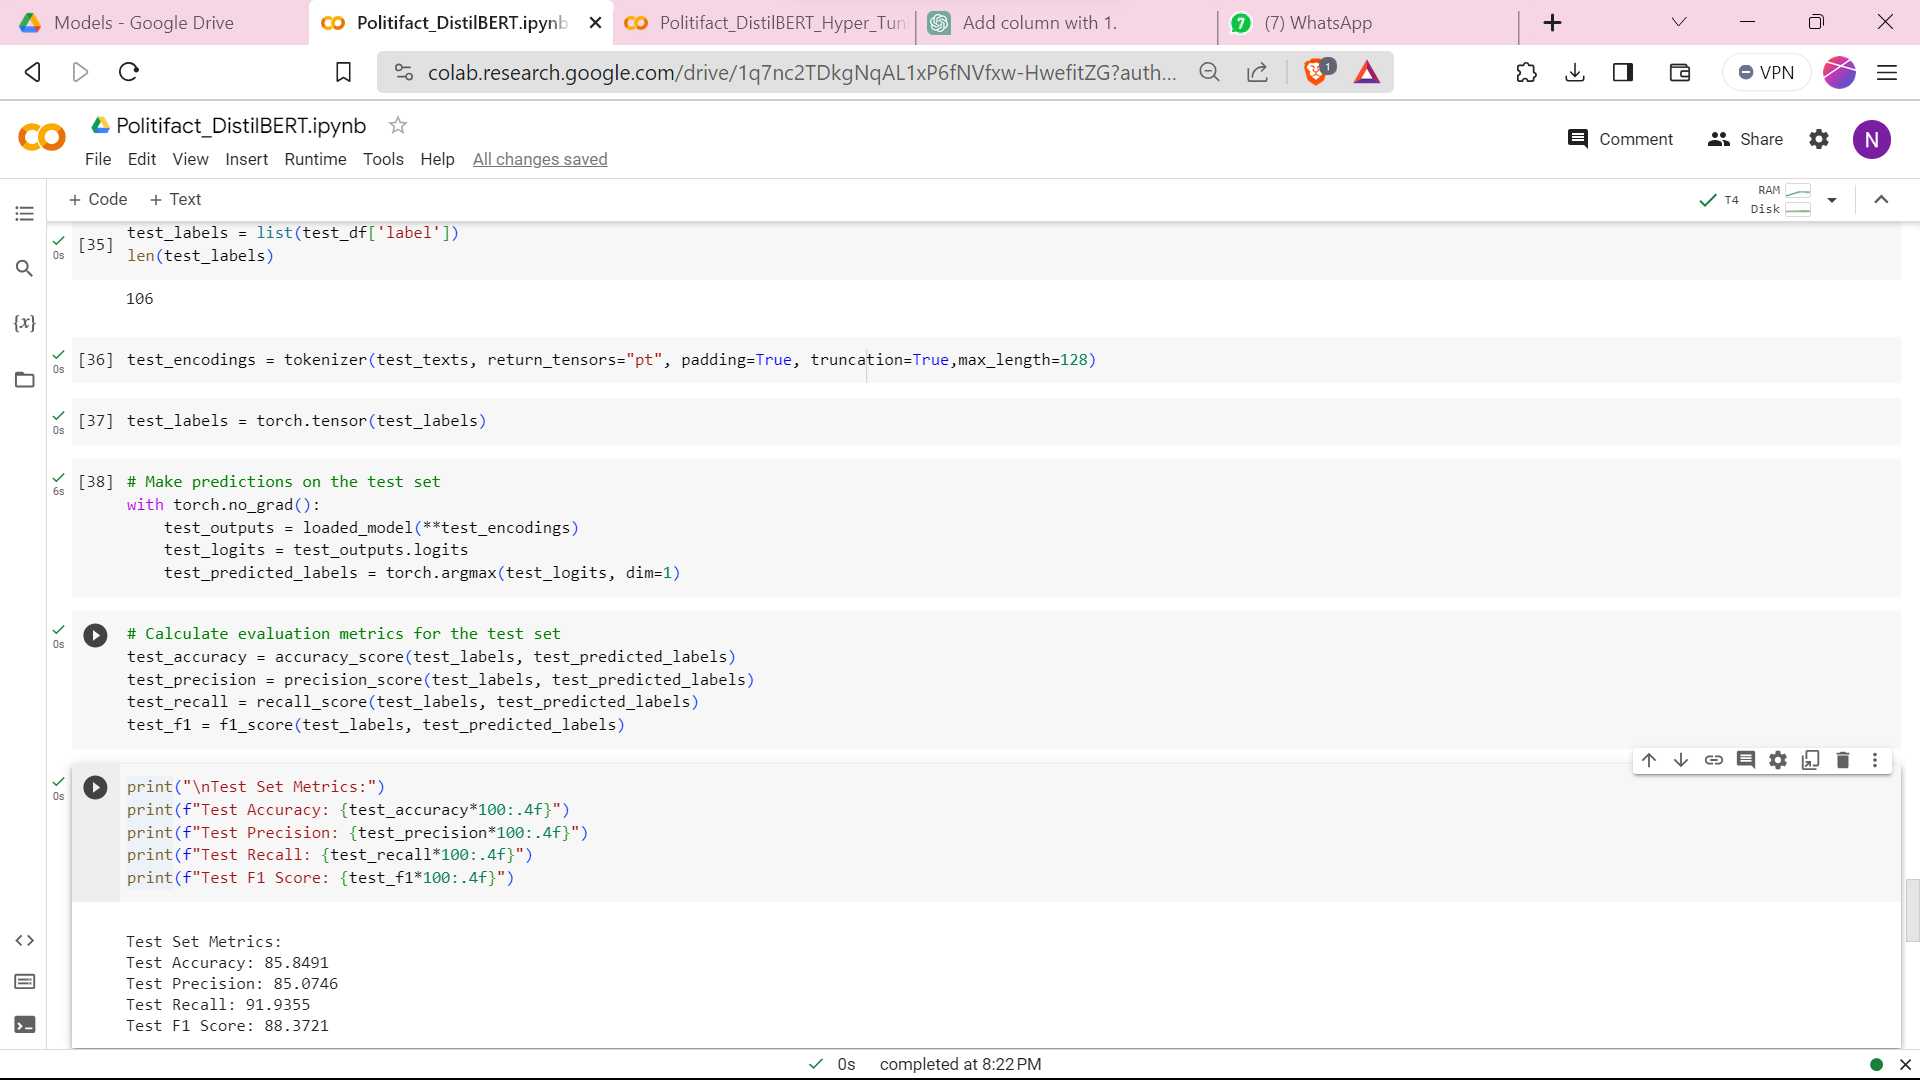 Models - Google Drive
Politifact_DistilBERT.ipynb
Politifact_DistilBERT_Hyper_Tun
Add column with 1.
(7) WhatsApp
colab.research.google.com/drive/1q7nc2TDkgNqAL1xP6fNVfxw-HwefitZG?auth...
1
VPN
Politifact_DistilBERT.ipynb
Comment
Share
N
File Edit View Insert Runtime Tools Help All changes saved
+ Code + Text
T4
RAM
Disk
[35]
0s
test_labels = list(test_df['label'])
len(test_labels)
106
[36] test_encodings = tokenizer(test_texts, return_tensors="pt", padding=True, truncation=True,max_length=128)
0s
[37] test_labels = torch.tensor(test_labels)
0s
[38] # Make predictions on the test set
6s
with torch.no_grad():
test_outputs = loaded_model(**test_encodings)
test_logits = test_outputs.logits
test_predicted_labels = torch.argmax(test_logits, dim=1)
0s
# Calculate evaluation metrics for the test set
test_accuracy = accuracy_score(test_labels, test_predicted_labels)
test_precision = precision_score(test_labels, test_predicted_labels)
test_recall = recall_score(test_labels, test_predicted_labels)
test_f1 = f1_score(test_labels, test_predicted_labels)
0s
print("\nTest Set Metrics:")
print(f"Test Accuracy: {test_accuracy*100:.4f}")
print(f"Test Precision: {test_precision*100:.4f}")
print(f"Test Recall: {test_recall*100:.4f}")
print(f"Test F1 Score: {test_f1*100:.4f}")
Test Set Metrics:
Test Accuracy: 85.8491
Test Precision: 85.0746
Test Recall: 91.9355
Test F1 Score: 88.3721
0s completed at 8:22 PM